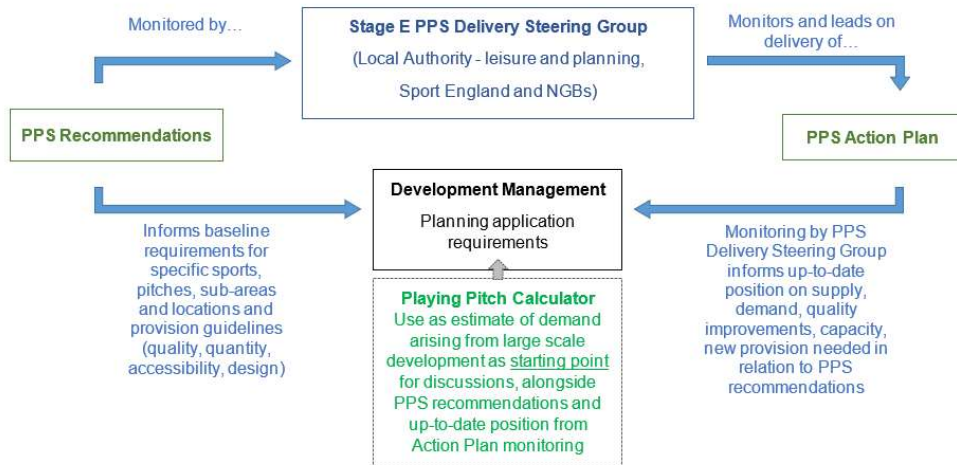 Monitored by…
Stage E PPS Delivery Steering Group
(Local Authority - leisure and planning,
Sport England and NGBs)
Monitors and leads on
delivery of…
PPS Recommendations
PPS Action Plan
Development Management
Planning application
requirements
Informs baseline
requirements for
specific sports,
pitches, sub-areas
and locations and
provision guidelines
(quality, quantity,
accessibility, design)
Playing Pitch Calculator
Use as estimate of demand
arising from large scale
development as starting point
for discussions, alongside
PPS recommendations and
up-to-date position from
Action Plan monitoring
Monitoring by PPS
Delivery Steering Group
informs up-to-date
position on supply,
demand, quality
improvements, capacity,
new provision needed in
relation to PPS
recommendations